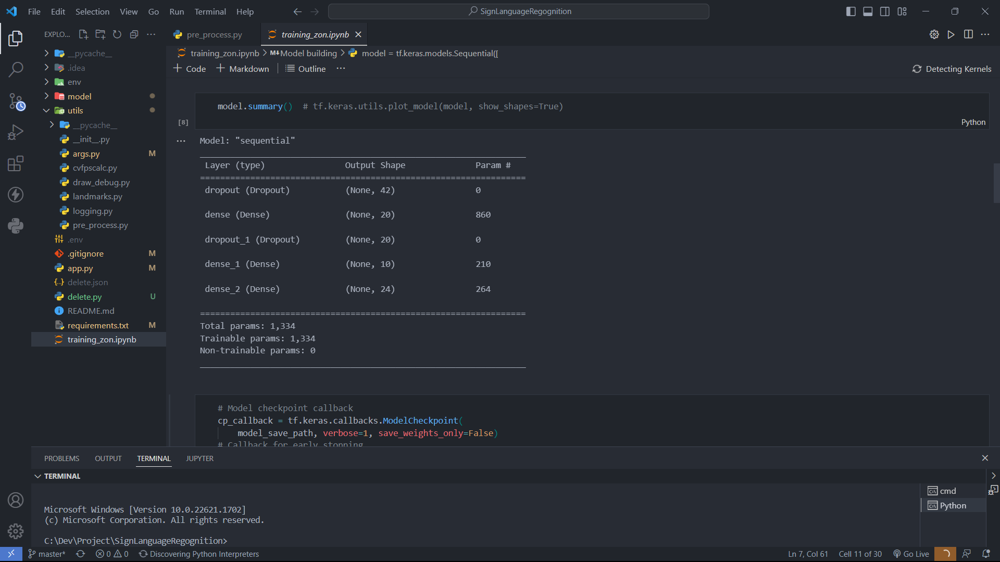 File Edit Selection View Go Run Terminal Help
SignLanguageRegognition
EXPLO...
pre_process.py
training_zon.ipynb
training_zon.ipynb > M↓Model building > model = tf.keras.models.Sequential([
Code Markdown Outline ...
Detecting Kernels
__pycache__
.idea
env
model
utils
__pycache__
__init__.py
args.py M
cvfpscalc.py
draw_debug.py
landmarks.py
logging.py
pre_process.py
.env
.gitignore M
app.py M
delete.json
delete.py U
README.md
requirements.txt M
training_zon.ipynb
model.summary()  # tf.keras.utils.plot_model(model, show_shapes=True)
[8]
Python
Model: "sequential"
_________________________________________________________________
Layer (type) Output Shape Param #
=================================================================
dropout (Dropout) (None, 42) 0
dense (Dense) (None, 20) 860
dropout_1 (Dropout) (None, 20) 0
dense_1 (Dense) (None, 10) 210
dense_2 (Dense) (None, 24) 264
=================================================================
Total params: 1,334
Trainable params: 1,334
Non-trainable params: 0
_________________________________________________________________
# Model checkpoint callback
cp_callback = tf.keras.callbacks.ModelCheckpoint(
model_save_path, verbose=1, save_weights_only=False)
# Callback for early stopping
PROBLEMS OUTPUT TERMINAL JUPYTER
TERMINAL
Microsoft Windows [Version 10.0.22621.1702]
(c) Microsoft Corporation. All rights reserved.
C:\Dev\Project\SignLanguageRegognition>
cmd
Python
master* 0 0 Discovering Python Interpreters
Ln 7, Col 61 Cell 11 of 30 Go Live